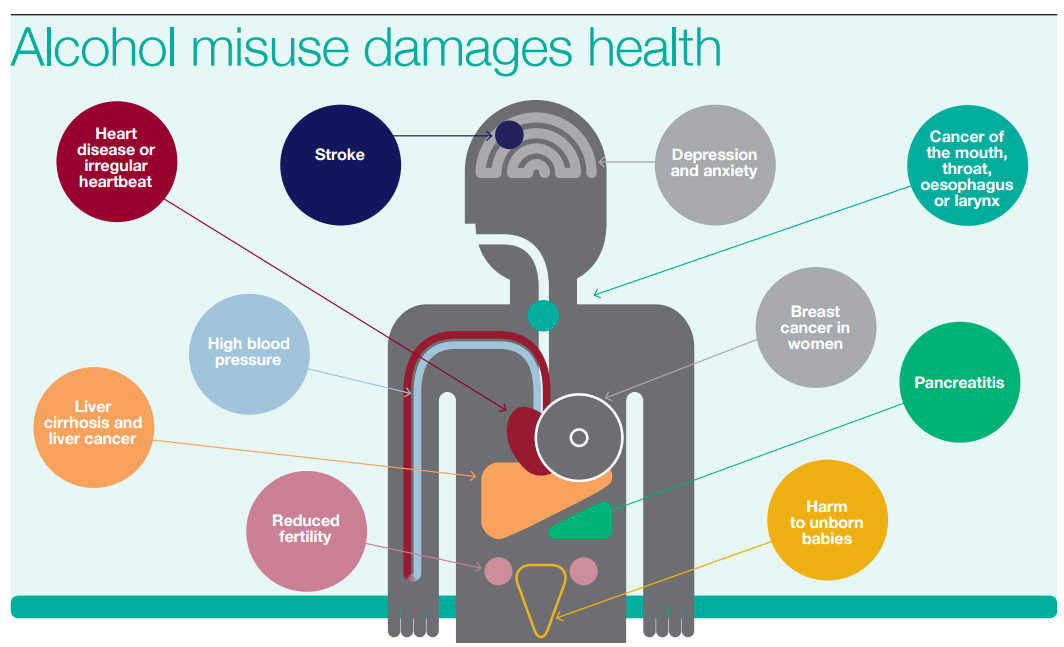 Alcohol misuse damages health
Heart
disease or
irregular
heartbeat
Stroke
Depression
and anxiety
Cancer of
the mouth,
throat,
oesophagus
or larynx
High blood
pressure
Breast
cancer in
women
Liver
cirrhosis and
liver cancer
Pancreatitis
Reduced
fertility
Harm
to unborn
babies